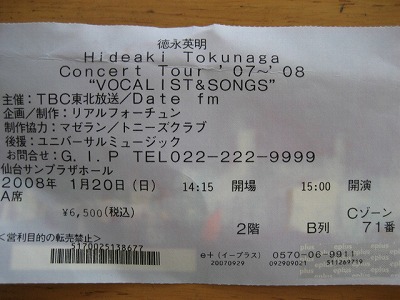 徳永英明
Hideaki Tokunaga
Concert Tour '07～'08
“VOCALIST&SONGS”
主催：TBC東北放送／Date fm
企画／制作：リアルフォーチュン
制作協力：マゼラン／トニーズクラブ
後援：ユニバーサルミュージック
お問合せ：G．I．P TEL022-222-9999
仙台サンプラザホール
2008年 1月20日（日） 14:15 開場 15:00 開演
A席 Cゾーン
¥6,500(税込) 2階 B列 71番
＜営利目的の転売禁止＞
5170025138677
e+（イープラス） 0570-06-9911
20070929 092909021 511269719